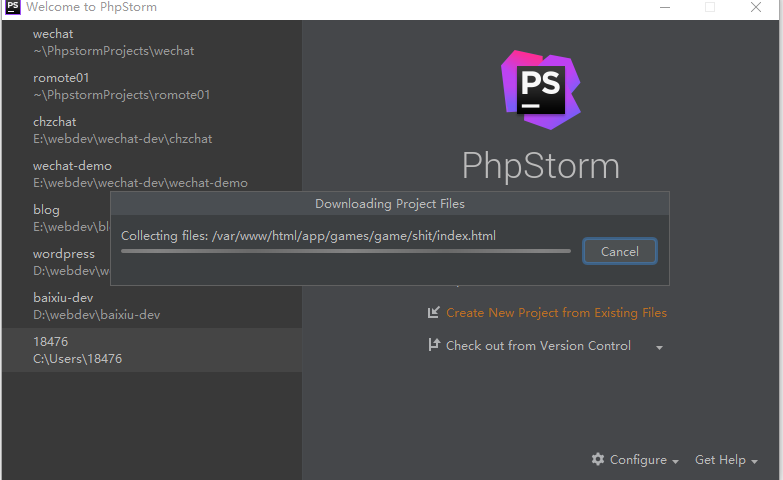 PS Welcome to PhpStorm
wechat
~\PhpstormProjects\wechat
romote01
~\PhpstormProjects\romote01
chzchat
E:\webdev\wechat-dev\chzchat
wechat-demo
E:\webdev\wechat-dev\wechat-demo
blog
E:\webdev\bl
wordpress
D:\webdev\w
baixiu-dev
D:\webdev\baixiu-dev
18476
C:\Users\18476
PS
PhpStorm
Downloading Project Files
Collecting files: /var/www/html/app/games/game/shit/index.html
Cancel
Create New Project from Existing Files
Check out from Version Control
Configure
Get Help